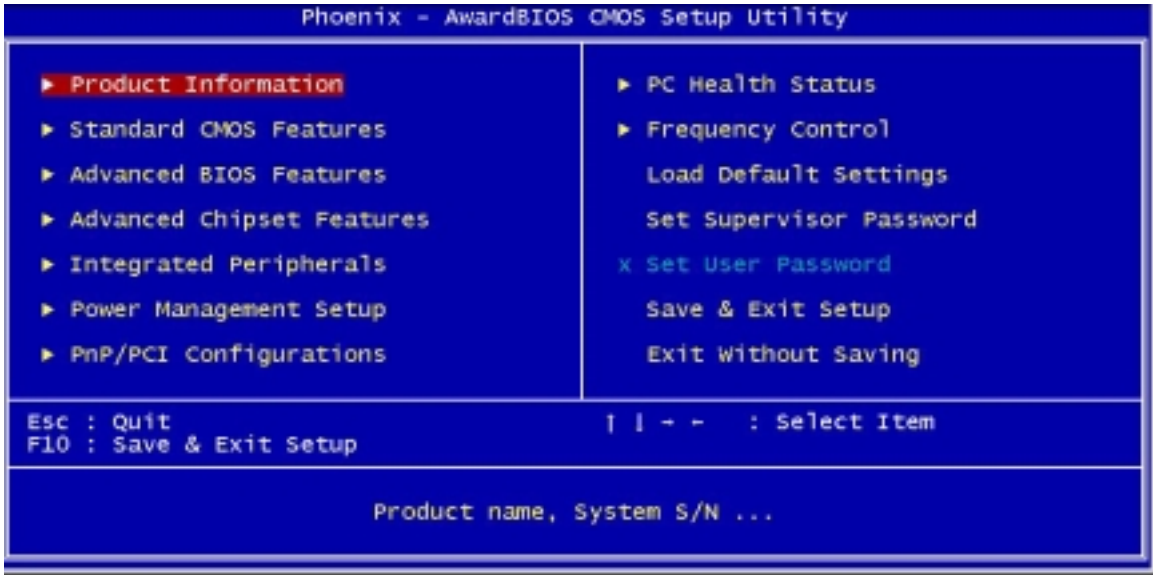 Phoenix - AwardBIOS CMOS Setup Utility
▶ Product Information
▶ Standard CMOS Features
▶ Advanced BIOS Features
▶ Advanced Chipset Features
▶ Integrated Peripherals
▶ Power Management Setup
▶ PnP/PCI Configurations
▶ PC Health Status
▶ Frequency Control
Load Default Settings
Set Supervisor Password
x Set User Password
Save & Exit Setup
Exit Without Saving
Esc : Quit
F10 : Save & Exit Setup
↑ ↓ → ← : Select Item
Product name, System S/N ...